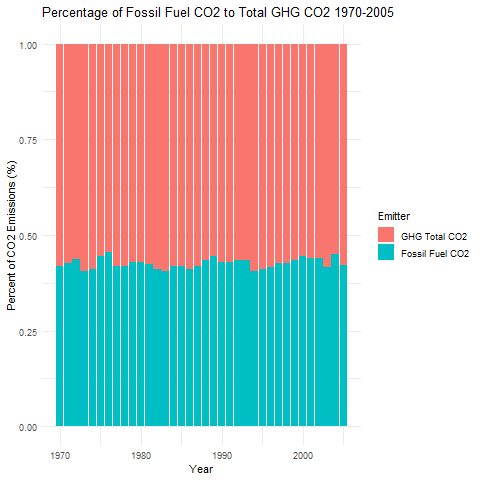 Percentage of Fossil Fuel CO2 to Total GHG CO2 1970-2005
1.00
0.75
0.50
0.25
0.00
Percent of CO2 Emissions (%)
1970
1980
1990
2000
Year
Emitter
GHG Total CO2
Fossil Fuel CO2